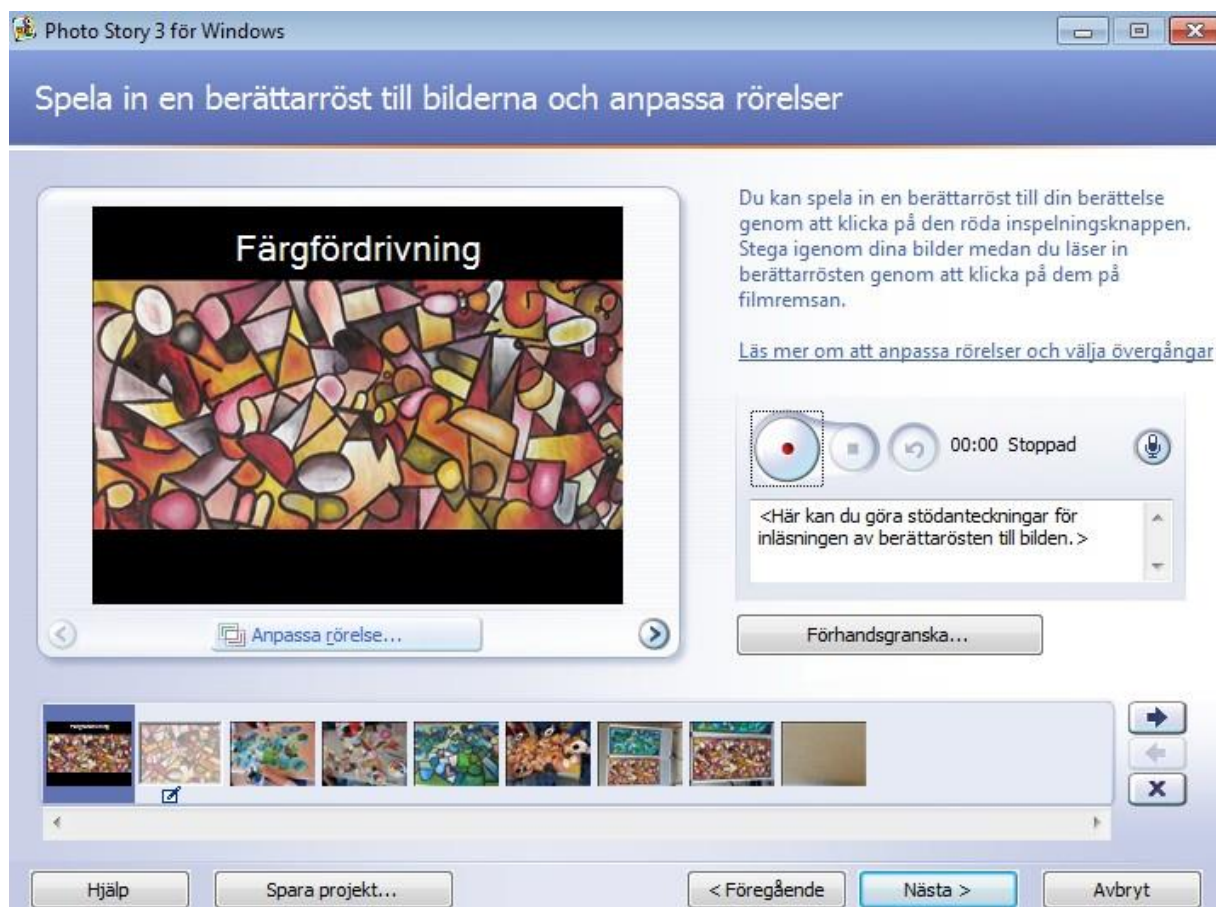 Photo Story 3 för Windows
Spela in en berättarröst till bilderna och anpassa rörelser
Färgfördrivning
Anpassa rörelse...
Du kan spela in en berättarröst till din berättelse
genom att klicka på den röda inspelningsknappen.
Stega igenom dina bilder medan du läser in
berättarrösten genom att klicka på dem på
filmremsan.
Läs mer om att anpassa rörelser och välja övergångar
00:00 Stoppad
<Här kan du göra stödanteckningar för
inläsningen av berättarösten till bilden.>
Förhandsgranska...
Färgfördrivning
Hjälp
Spara projekt...
< Föregående
Nästa >
Avbryt